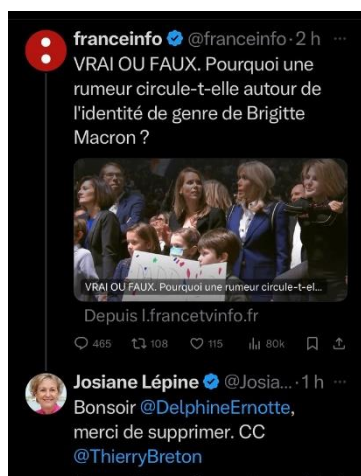 franceinfo @franceinfo · 2 h ...
VRAI OU FAUX. Pourquoi une
rumeur circule-t-elle autour de
l'identité de genre de Brigitte
Macron ?
VRAI OU FAUX. Pourquoi une rumeur circule-t-el...
Depuis l.francetvinfo.fr
465 108 115 80k
Josiane Lépine @Josia... · 1 h ...
Bonsoir @DelphineErnotte,
merci de supprimer. CC
@ThierryBreton